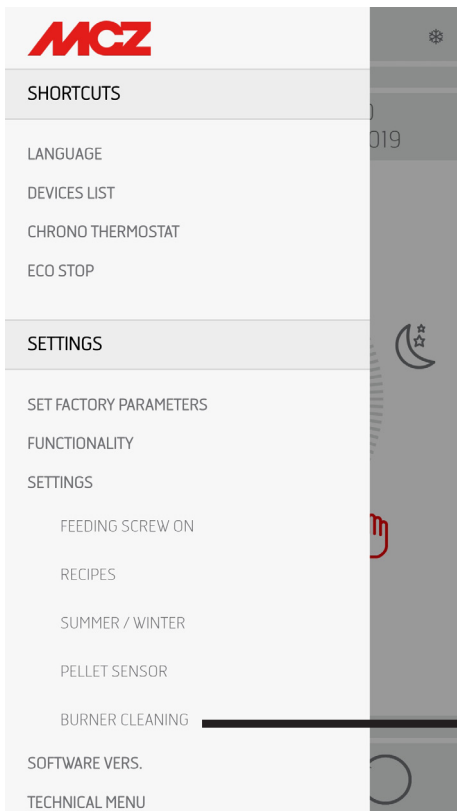 MCZ
SHORTCUTS
019
LANGUAGE
DEVICES LIST
CHRONO THERMOSTAT
ECO STOP
SETTINGS
SET FACTORY PARAMETERS
FUNCTIONALITY
SETTINGS
FEEDING SCREW ON
RECIPES
SUMMER / WINTER
PELLET SENSOR
BURNER CLEANING
SOFTWARE VERS.
TECHNICAL MENU